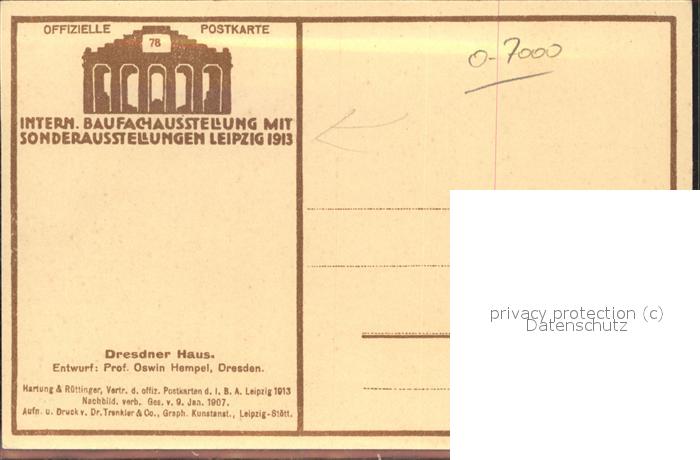 OFFIZIELLE POSTKARTE
78
INTERN. BAUFACHAUSSTELLUNG MIT
SONDERAUSSTELLUNGEN LEIPZIG 1913
0-7000
privacy protection (c)
Datenschutz
Dresdner Haus.
Entwurf: Prof. Oswin Hempel, Dresden.
Hartung & Rüttinger, Vertr. d. offiz. Postkarten d. I. B. A. Leipzig 1913
Nachbild. verb. Ges. v. 9. Jan. 1907.
Aufn. u. Druck v. Dr. Trenkler & Co., Graph. Kunstanst., Leipzig-Stött.